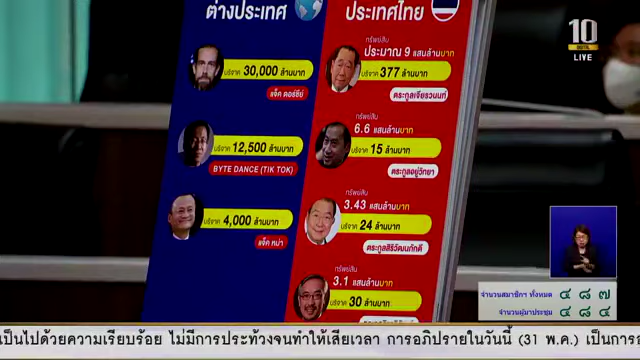 ต่างประเทศ
บริจาค 30,000 ล้านบาท
แจ็ค ดอร์ซีย์
บริจาค 12,500 ล้านบาท
BYTE DANCE (TIK TOK)
บริจาค 4,000 ล้านบาท
แจ็ค หม่า
ประเทศไทย
ทรัพย์สิน
ประมาณ 9 แสนล้านบาท
บริจาค 377 ล้านบาท
ตระกูลเจียรวนนท์
ทรัพย์สิน
6.6 แสนล้านบาท
บริจาค 15 ล้านบาท
ตระกูลอยู่วิทยา
ทรัพย์สิน
3.43 แสนล้านบาท
บริจาค 24 ล้านบาท
ตระกูลสิริวัฒนภักดี
ทรัพย์สิน
3.1 แสนล้านบาท
บริจาค 30 ล้านบาท
10
DIGITAL
LIVE
จำนวนสมาชิกฯ ทั้งหมด ๔๘๗
จำนวนผู้มาประชุม ๔๘๔
เป็นไปด้วยความเรียบร้อย ไม่มีการประท้วงจนทำให้เสียเวลา การอภิปรายในวันนี้ (31 พ.ค.) เป็นการอ